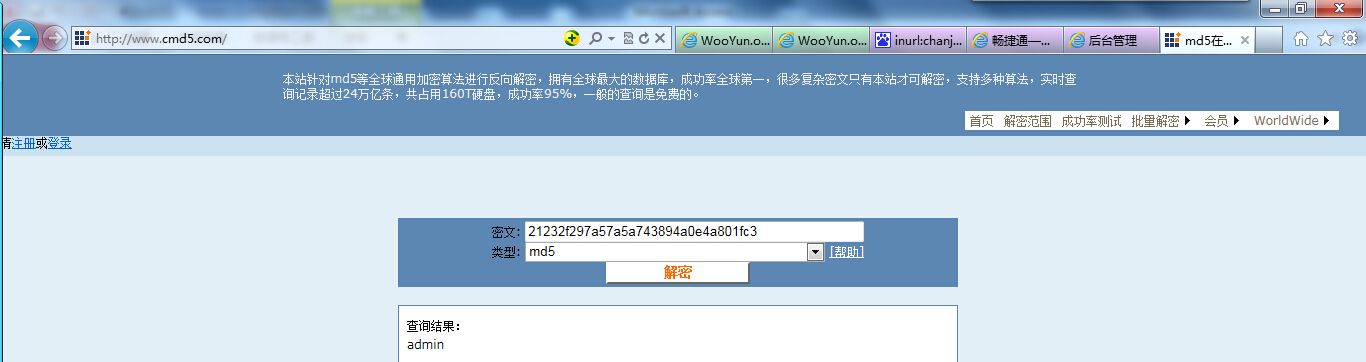 http://www.cmd5.com/
WooYun.o...
WooYun.o...
inurl:chanj...
畅捷通—...
后台管理
md5在...
本站针对md5等全球通用加密算法进行反向解密，拥有全球最大的数据库，成功率全球第一，很多复杂密文只有本站才可解密，支持多种算法，实时查
询记录超过24万亿条，共占用160T硬盘，成功率95%，一般的查询是免费的。
首页 解密范围 成功率测试 批量解密 会员 WorldWide
请注册或登录
密文: 21232f297a57a5a743894a0e4a801fc3
类型: md5 [帮助]
解密
查询结果：
admin